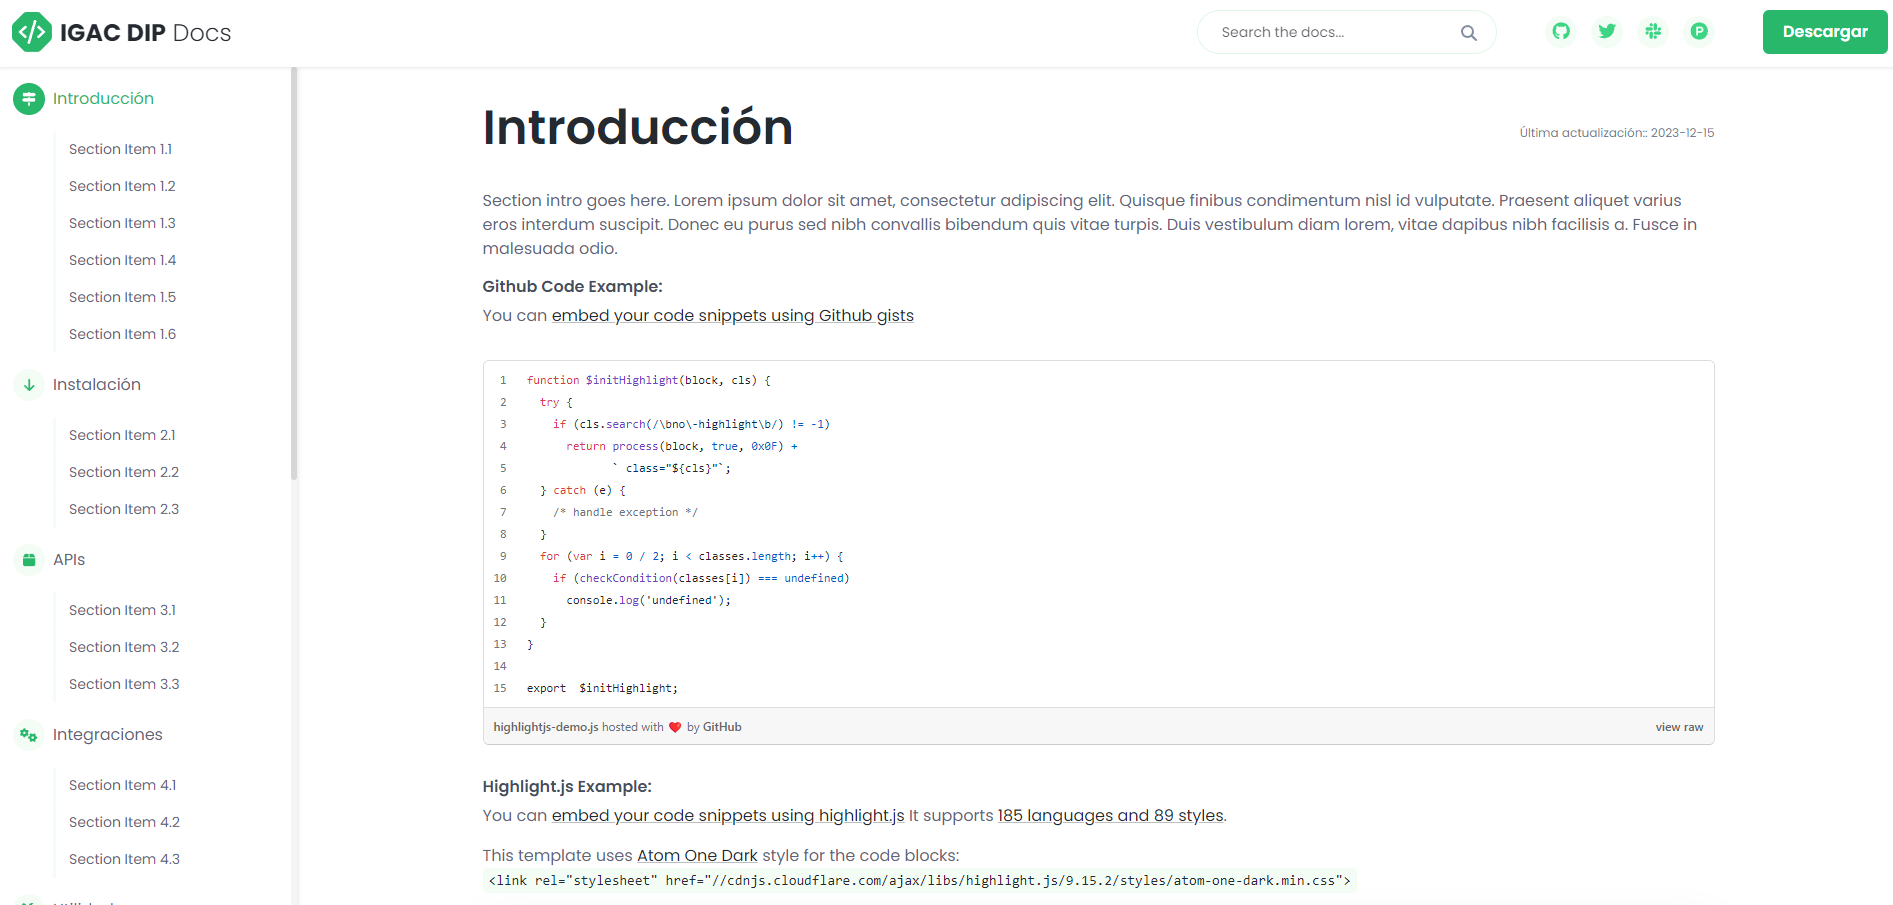 </> IGAC DIP Docs
Search the docs...
Descargar
Introducción
Section Item 1.1
Section Item 1.2
Section Item 1.3
Section Item 1.4
Section Item 1.5
Section Item 1.6
Instalación
Section Item 2.1
Section Item 2.2
Section Item 2.3
APIs
Section Item 3.1
Section Item 3.2
Section Item 3.3
Integraciones
Section Item 4.1
Section Item 4.2
Section Item 4.3
Introducción
Última actualización:: 2023-12-15
Section intro goes here. Lorem ipsum dolor sit amet, consectetur adipiscing elit. Quisque finibus condimentum nisl id vulputate. Praesent aliquet varius
eros interdum suscipit. Donec eu purus sed nibh convallis bibendum quis vitae turpis. Duis vestibulum diam lorem, vitae dapibus nibh facilisis a. Fusce in
malesuada odio.
Github Code Example:
You can embed your code snippets using Github gists
1 function $initHighlight(block, cls) {
2 try {
3 if (cls.search(/\bno\-highlight\b/) != -1)
4 return process(block, true, 0x0F) +
5 ` class="${cls}"`;
6 } catch (e) {
7 /* handle exception */
8 }
9 for (var i = 0 / 2; i < classes.length; i++) {
10 if (checkCondition(classes[i]) === undefined)
11 console.log('undefined');
12 }
13 }
14
15 export $initHighlight;
highlightjs-demo.js hosted with ❤ by GitHub
view raw
Highlight.js Example:
You can embed your code snippets using highlight.js It supports 185 languages and 89 styles.
This template uses Atom One Dark style for the code blocks:
<link rel="stylesheet" href="//cdnjs.cloudflare.com/ajax/libs/highlight.js/9.15.2/styles/atom-one-dark.min.css">